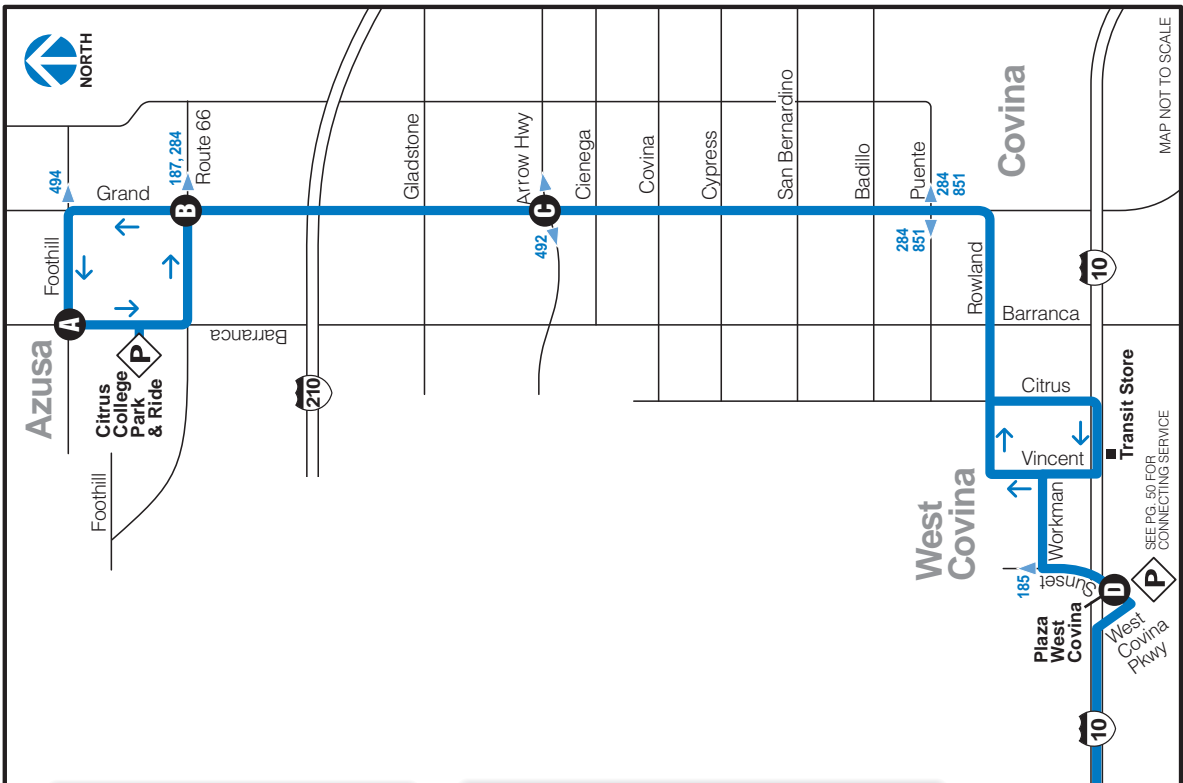 NORTH
494
187, 284
Route 66
Grand
Foothill
Foothill
A
B
Azusa
P
Citrus
College
Park
& Ride
Barranca
210
Gladstone
Arrow Hwy
C
492
Cienega
Covina
Cypress
San Bernardino
Badillo
Puente
284
851
284
851
Covina
MAP NOT TO SCALE
Rowland
10
Barranca
Citrus
Vincent
Transit Store
West
Covina
Workman
185
Sunset
Plaza
West
Covina
D
P
SEE PG. 50 FOR
CONNECTING SERVICE
West
Covina
Pkwy
10